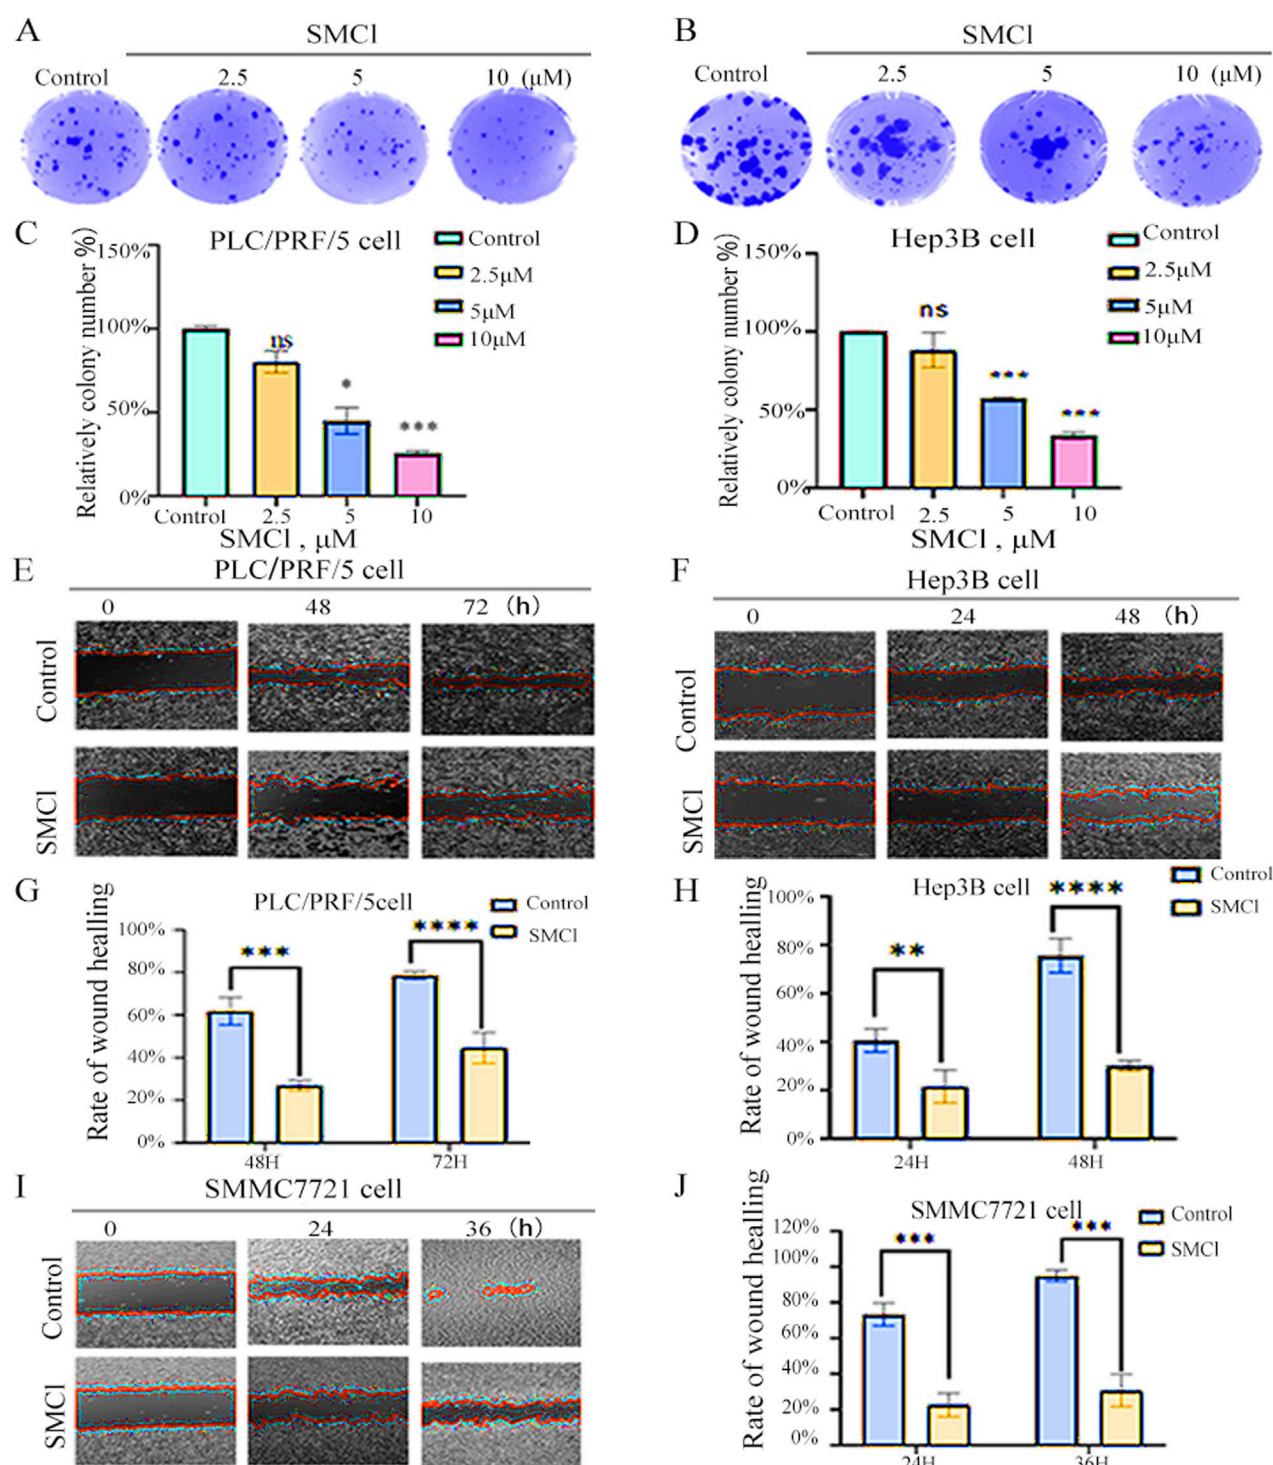 A
SMCl
Control 2.5 5 10 (μM)
B
SMCl
Control 2.5 5 10 (μM)
C
PLC/PRF/5 cell
Relatively colony number %)
150%
100%
50%
0%
ns
*
***
Control
2.5μM
5μM
10μM
Control 2.5 5 10
SMCl , μM
D
Hep3B cell
Relatively colony number %)
150%
100%
50%
0%
ns
***
***
Control
2.5μM
5μM
10μM
Control 2.5 5 10
SMCl , μM
E
PLC/PRF/5 cell
0 48 72 (h)
Control
SMCl
F
Hep3B cell
0 24 48 (h)
Control
SMCl
G
PLC/PRF/5cell
Rate of wound healling
100%
80%
60%
40%
20%
0%
***
****
Control
SMCl
48H 72H
H
Hep3B cell
Rate of wound healling
100%
80%
60%
40%
20%
0%
**
****
Control
SMCl
24H 48H
I
SMMC7721 cell
0 24 36 (h)
Control
SMCl
J
SMMC7721 cell
Rate of wound healling
120%
100%
80%
60%
40%
20%
0%
***
***
Control
SMCl
24H 36H